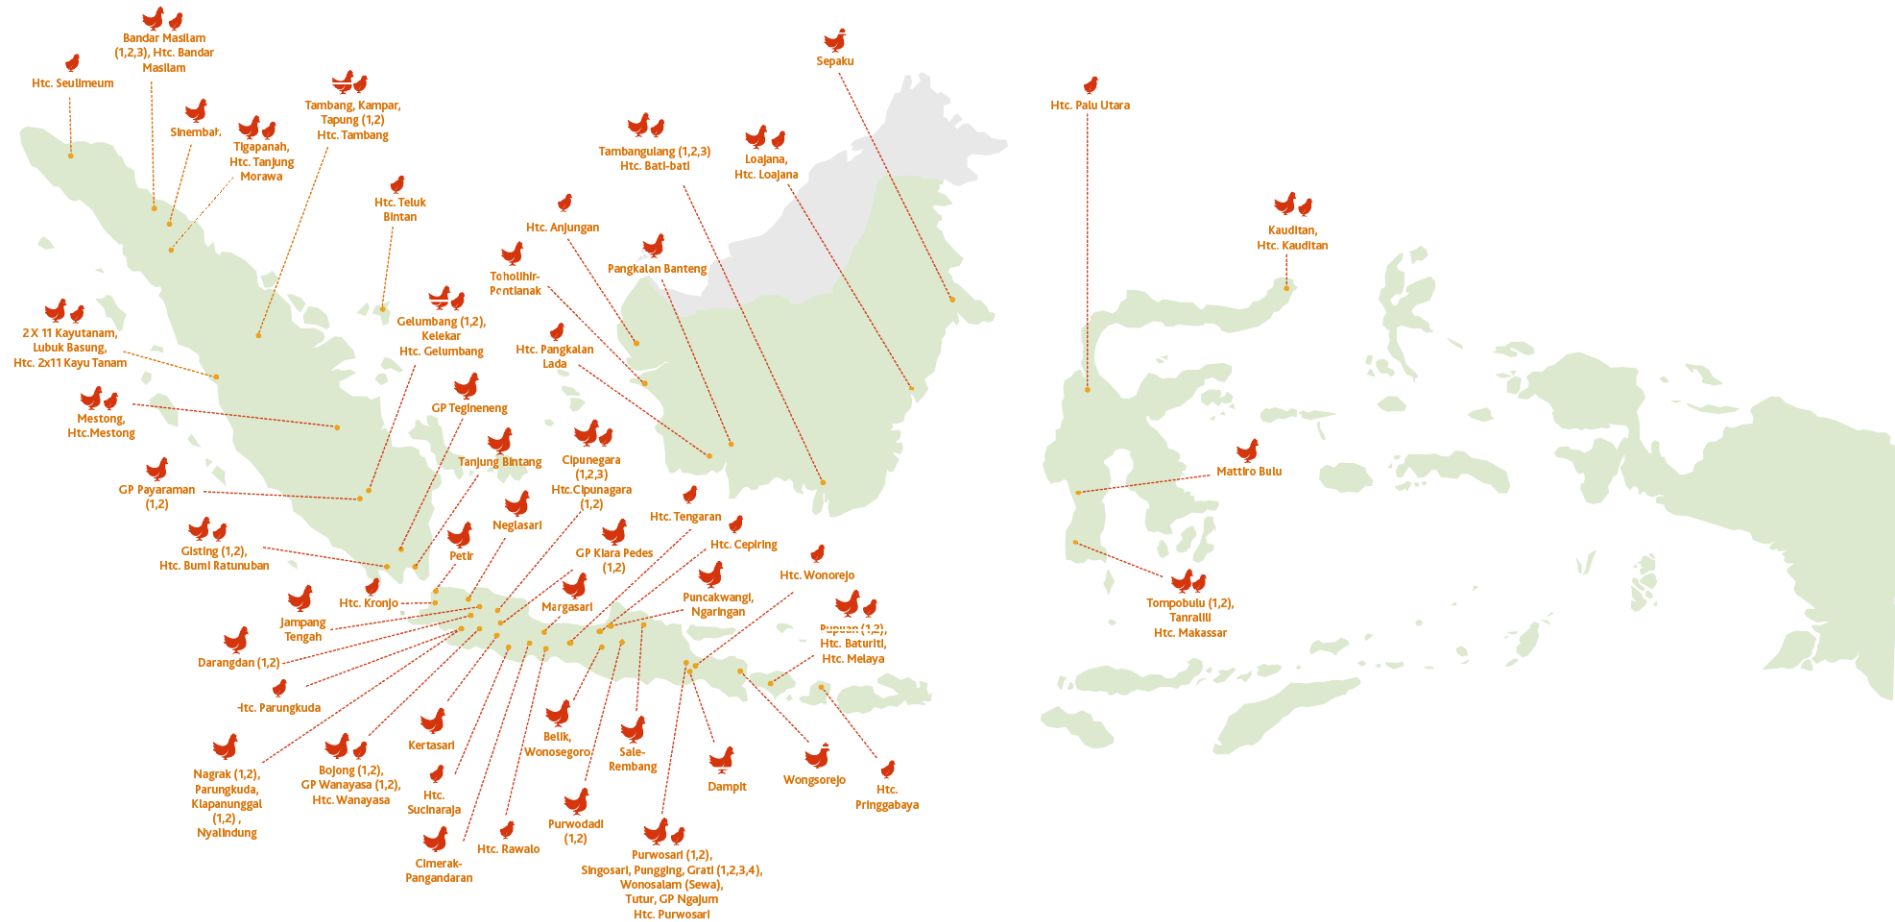 Bandar Masilam
(1,2,3), Htc. Bandar
Masilam
Htc. Seulimeum
Sinembah
Tigapanah,
Htc. Tanjung
Morawa
Tambang, Kampar,
Tapung (1,2)
Htc. Tambang
Htc. Teluk
Bintan
Sepaku
Tambangulang (1,2,3)
Htc. Bati-bati
Loajana,
Htc. Loajana
Htc. Anjungan
Toholihir-
Pontianak
Pangkalan Banteng
Htc. Pangkalan
Lada
Htc. Palu Utara
Kauditan,
Htc. Kauditan
2 X 11 Kayutanam,
Lubuk Basung,
Htc. 2x11 Kayu Tanam
Gelumbang (1,2),
Kelekar
Htc. Gelumbang
Mestong,
Htc.Mestong
GP Tegineneng
Tanjung Bintang
Cipunegara
(1,2,3)
Htc.Cipunagara
(1,2)
GP Payaraman
(1,2)
Neglasari
Htc. Tengaran
Htc. Cepiring
Mattiro Bulu
Gisting (1,2),
Htc. Bumi Ratunuban
Petir
GP Kiara Pedes
(1,2)
Htc. Wonorejo
Htc. Kronjo
Margasari
Puncakwangi,
Ngaringan
Pupuan (1,2),
Htc. Baturiti,
Htc. Melaya
Tompobulu (1,2),
Tanralili
Htc. Makassar
Jampang
Tengah
Darangdan (1,2)
Htc. Parungkuda
Kertasari
Belik,
Wonosegoro
Sale-
Rembang
Nagrak (1,2),
Parungkuda,
Klapanunggal
(1,2) ,
Nyalindung
Bojong (1,2),
GP Wanayasa (1,2),
Htc. Wanayasa
Htc.
Sucinaraja
Dampit
Wongsorejo
Htc.
Pringgabaya
Cimerak-
Pangandaran
Htc. Rawalo
Purwodadi
(1,2)
Purwosari (1,2),
Singosari, Pungging, Grati (1,2,3,4),
Wonosalam (Sewa),
Tutur, GP Ngajum
Htc. Purwosari